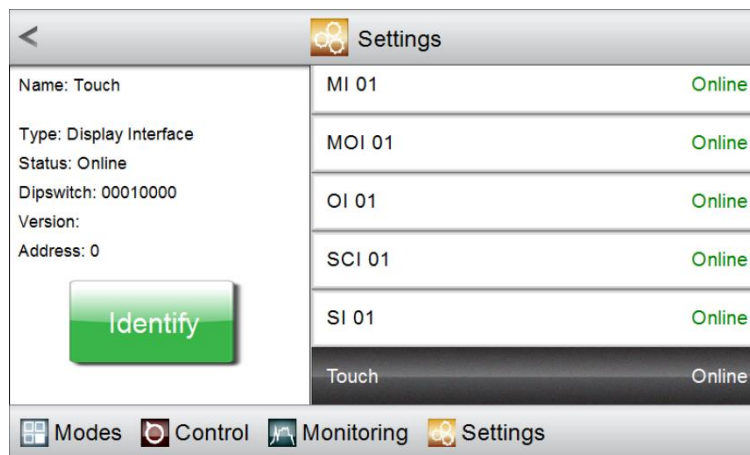 Settings
Name: Touch
Type: Display Interface
Status: Online
Dipswitch: 00010000
Version:
Address: 0
Identify
MI 01 Online
MOI 01 Online
OI 01 Online
SCI 01 Online
SI 01 Online
Touch Online
Modes Control Monitoring Settings